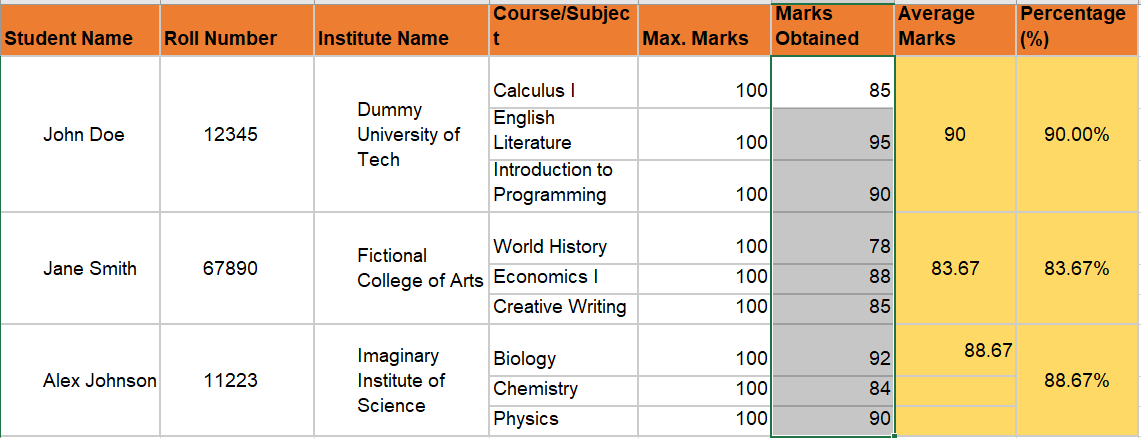 Student Name Roll Number Institute Name Course/Subjec
t Max. Marks Marks
Obtained Average
Marks Percentage
(%)
John Doe 12345 Dummy
University of
Tech
Calculus I 100 85
English
Literature 100 95
Introduction to
Programming 100 90
90 90.00%
Jane Smith 67890 Fictional
College of Arts
World History 100 78
Economics I 100 88
Creative Writing 100 85
83.67 83.67%
Alex Johnson 11223 Imaginary
Institute of
Science
Biology 100 92
Chemistry 100 84
Physics 100 90
88.67 88.67%